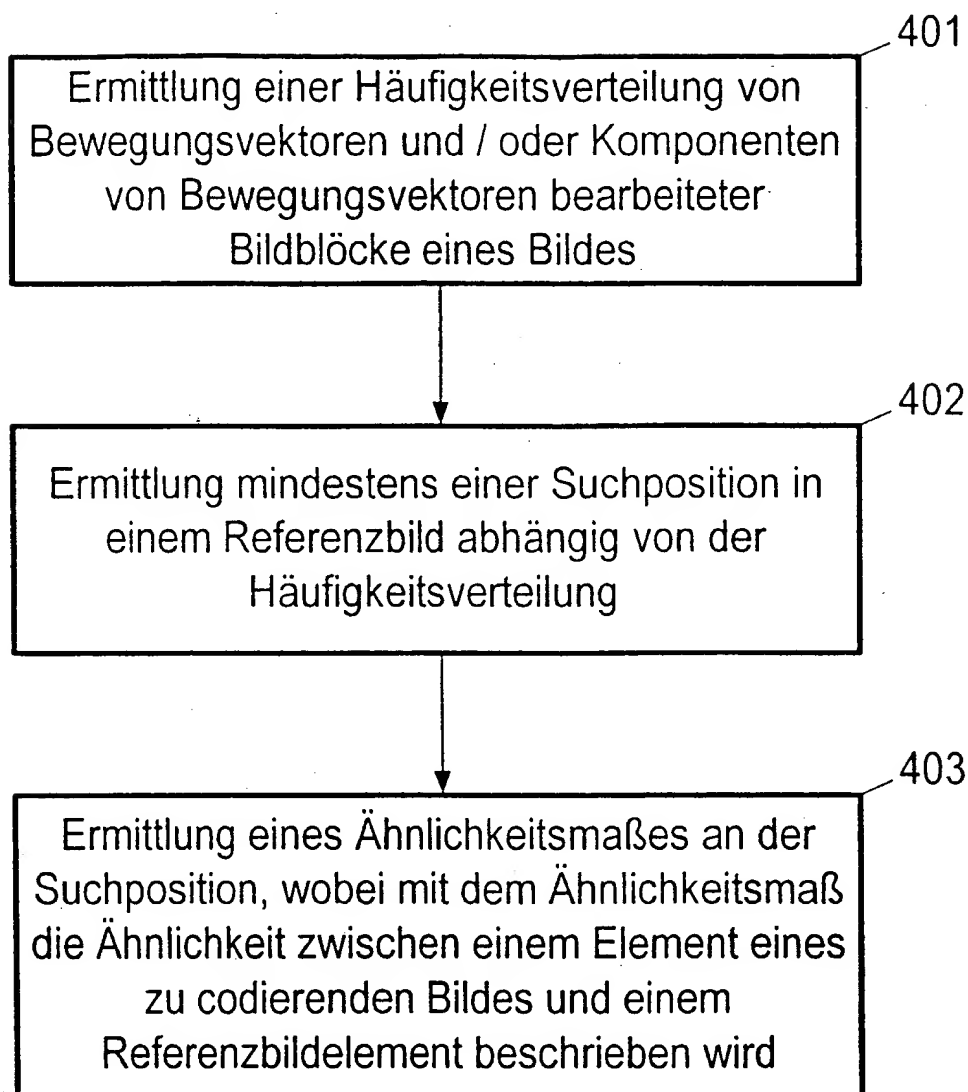 401
Ermittlung einer Häufigkeitsverteilung von
Bewegungsvektoren und / oder Komponenten
von Bewegungsvektoren bearbeiteter
Bildblöcke eines Bildes
402
Ermittlung mindestens einer Suchposition in
einem Referenzbild abhängig von der
Häufigkeitsverteilung
403
Ermittlung eines Ähnlichkeitsmaßes an der
Suchposition, wobei mit dem Ähnlichkeitsmaß
die Ähnlichkeit zwischen einem Element eines
zu codierenden Bildes und einem
Referenzbildelement beschrieben wird